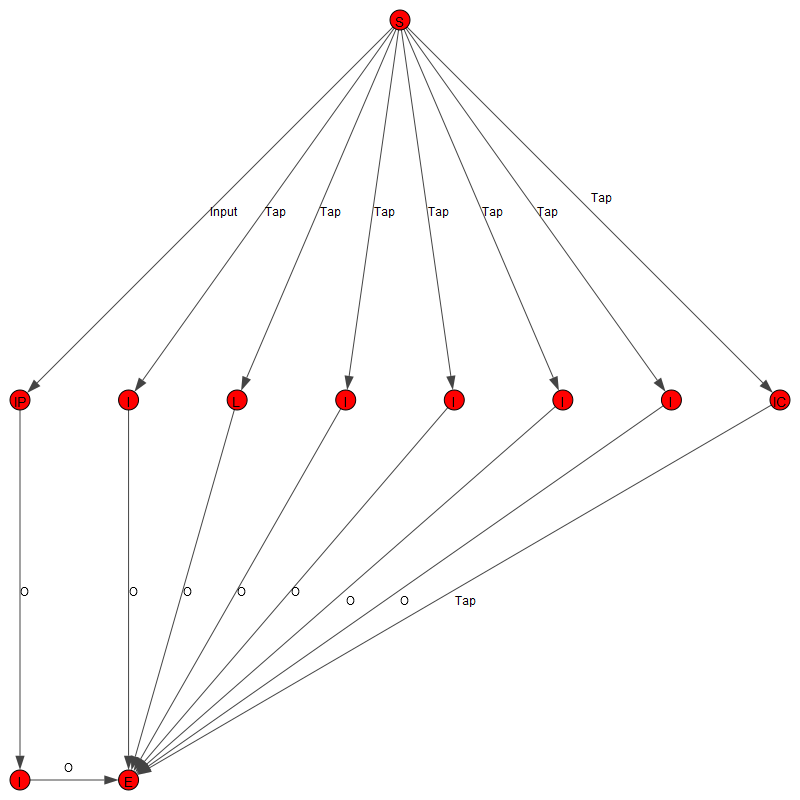 S
Tap
Input Tap Tap Tap Tap Tap Tap
IP I L I I I I IC
O O O O O
O O Tap
O
I E